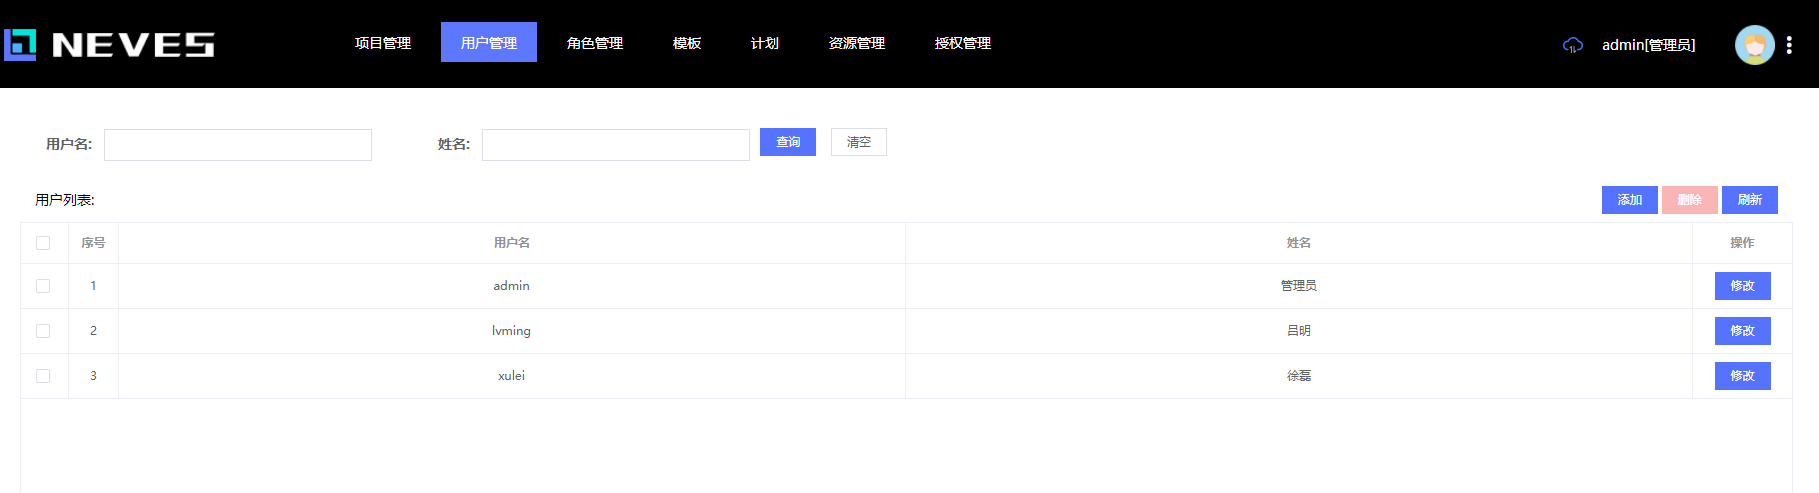 NEVES 项目管理 用户管理 角色管理 模板 计划 资源管理 授权管理 admin[管理员]
用户名: 姓名: 查询 清空
用户列表: 添加 删除 刷新
序号 用户名 姓名 操作
1 admin 管理员 修改
2 lvming 吕明 修改
3 xulei 徐磊 修改